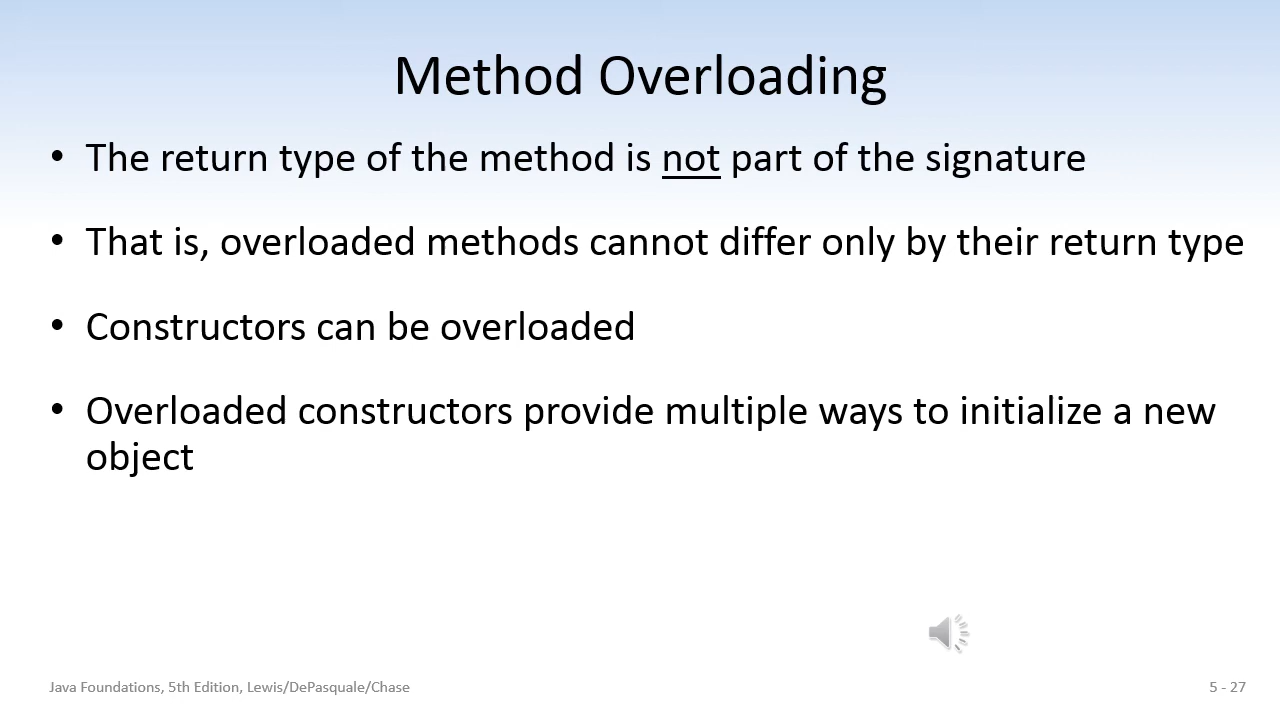 Method Overloading
• The return type of the method is not part of the signature
• That is, overloaded methods cannot differ only by their return type
• Constructors can be overloaded
• Overloaded constructors provide multiple ways to initialize a new
object
Java Foundations, 5th Edition, Lewis/DePasquale/Chase
5 - 27